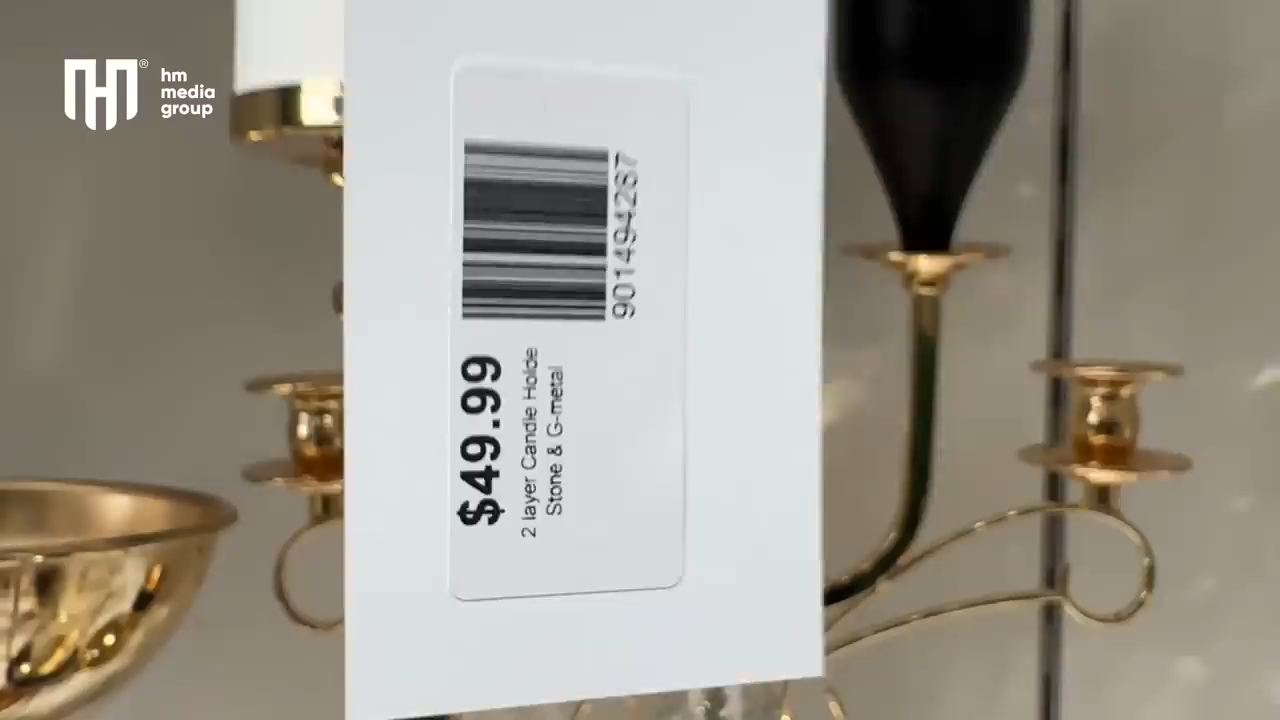 hm
media
group
901494267
$49.99
2 layer Candle Holde
Stone & G-metal